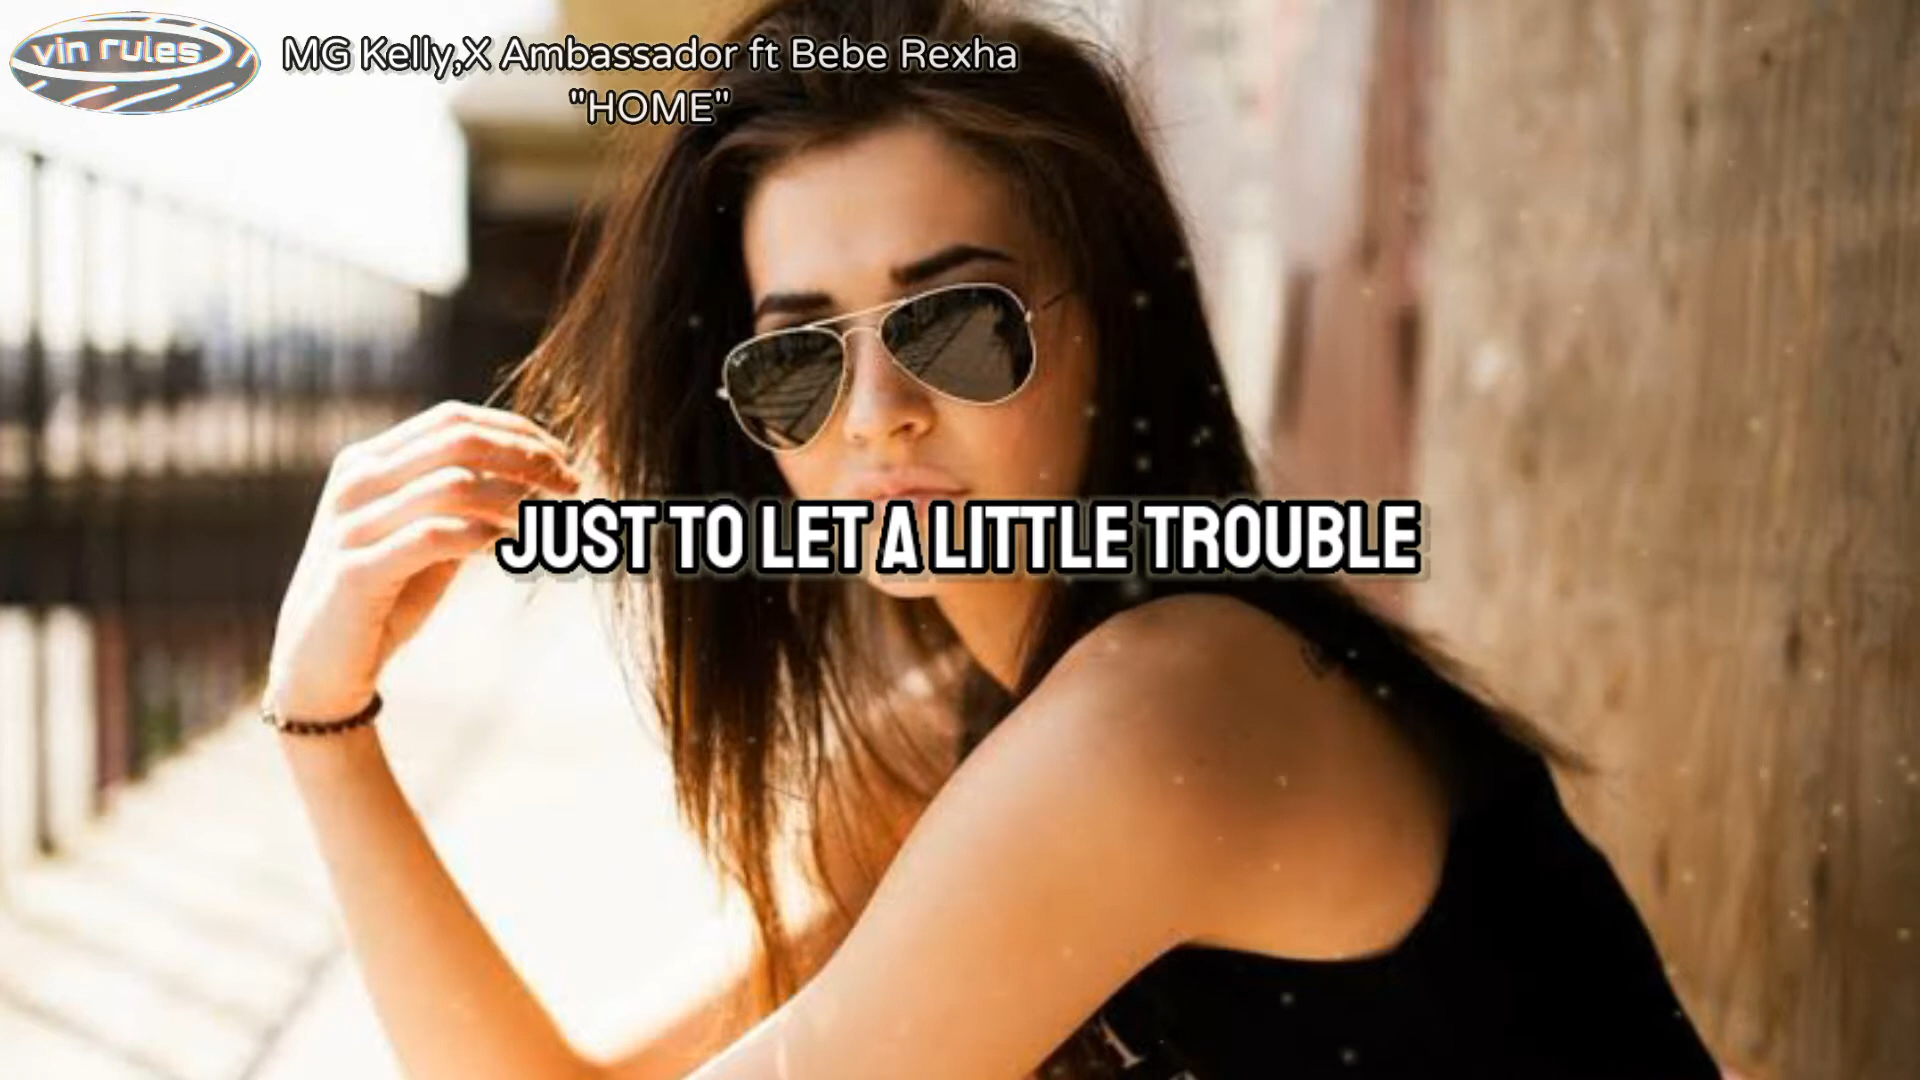 vin rules
MG Kelly,X Ambassador ft Bebe Rexha
"HOME"
JUST TO LET A LITTLE TROUBLE